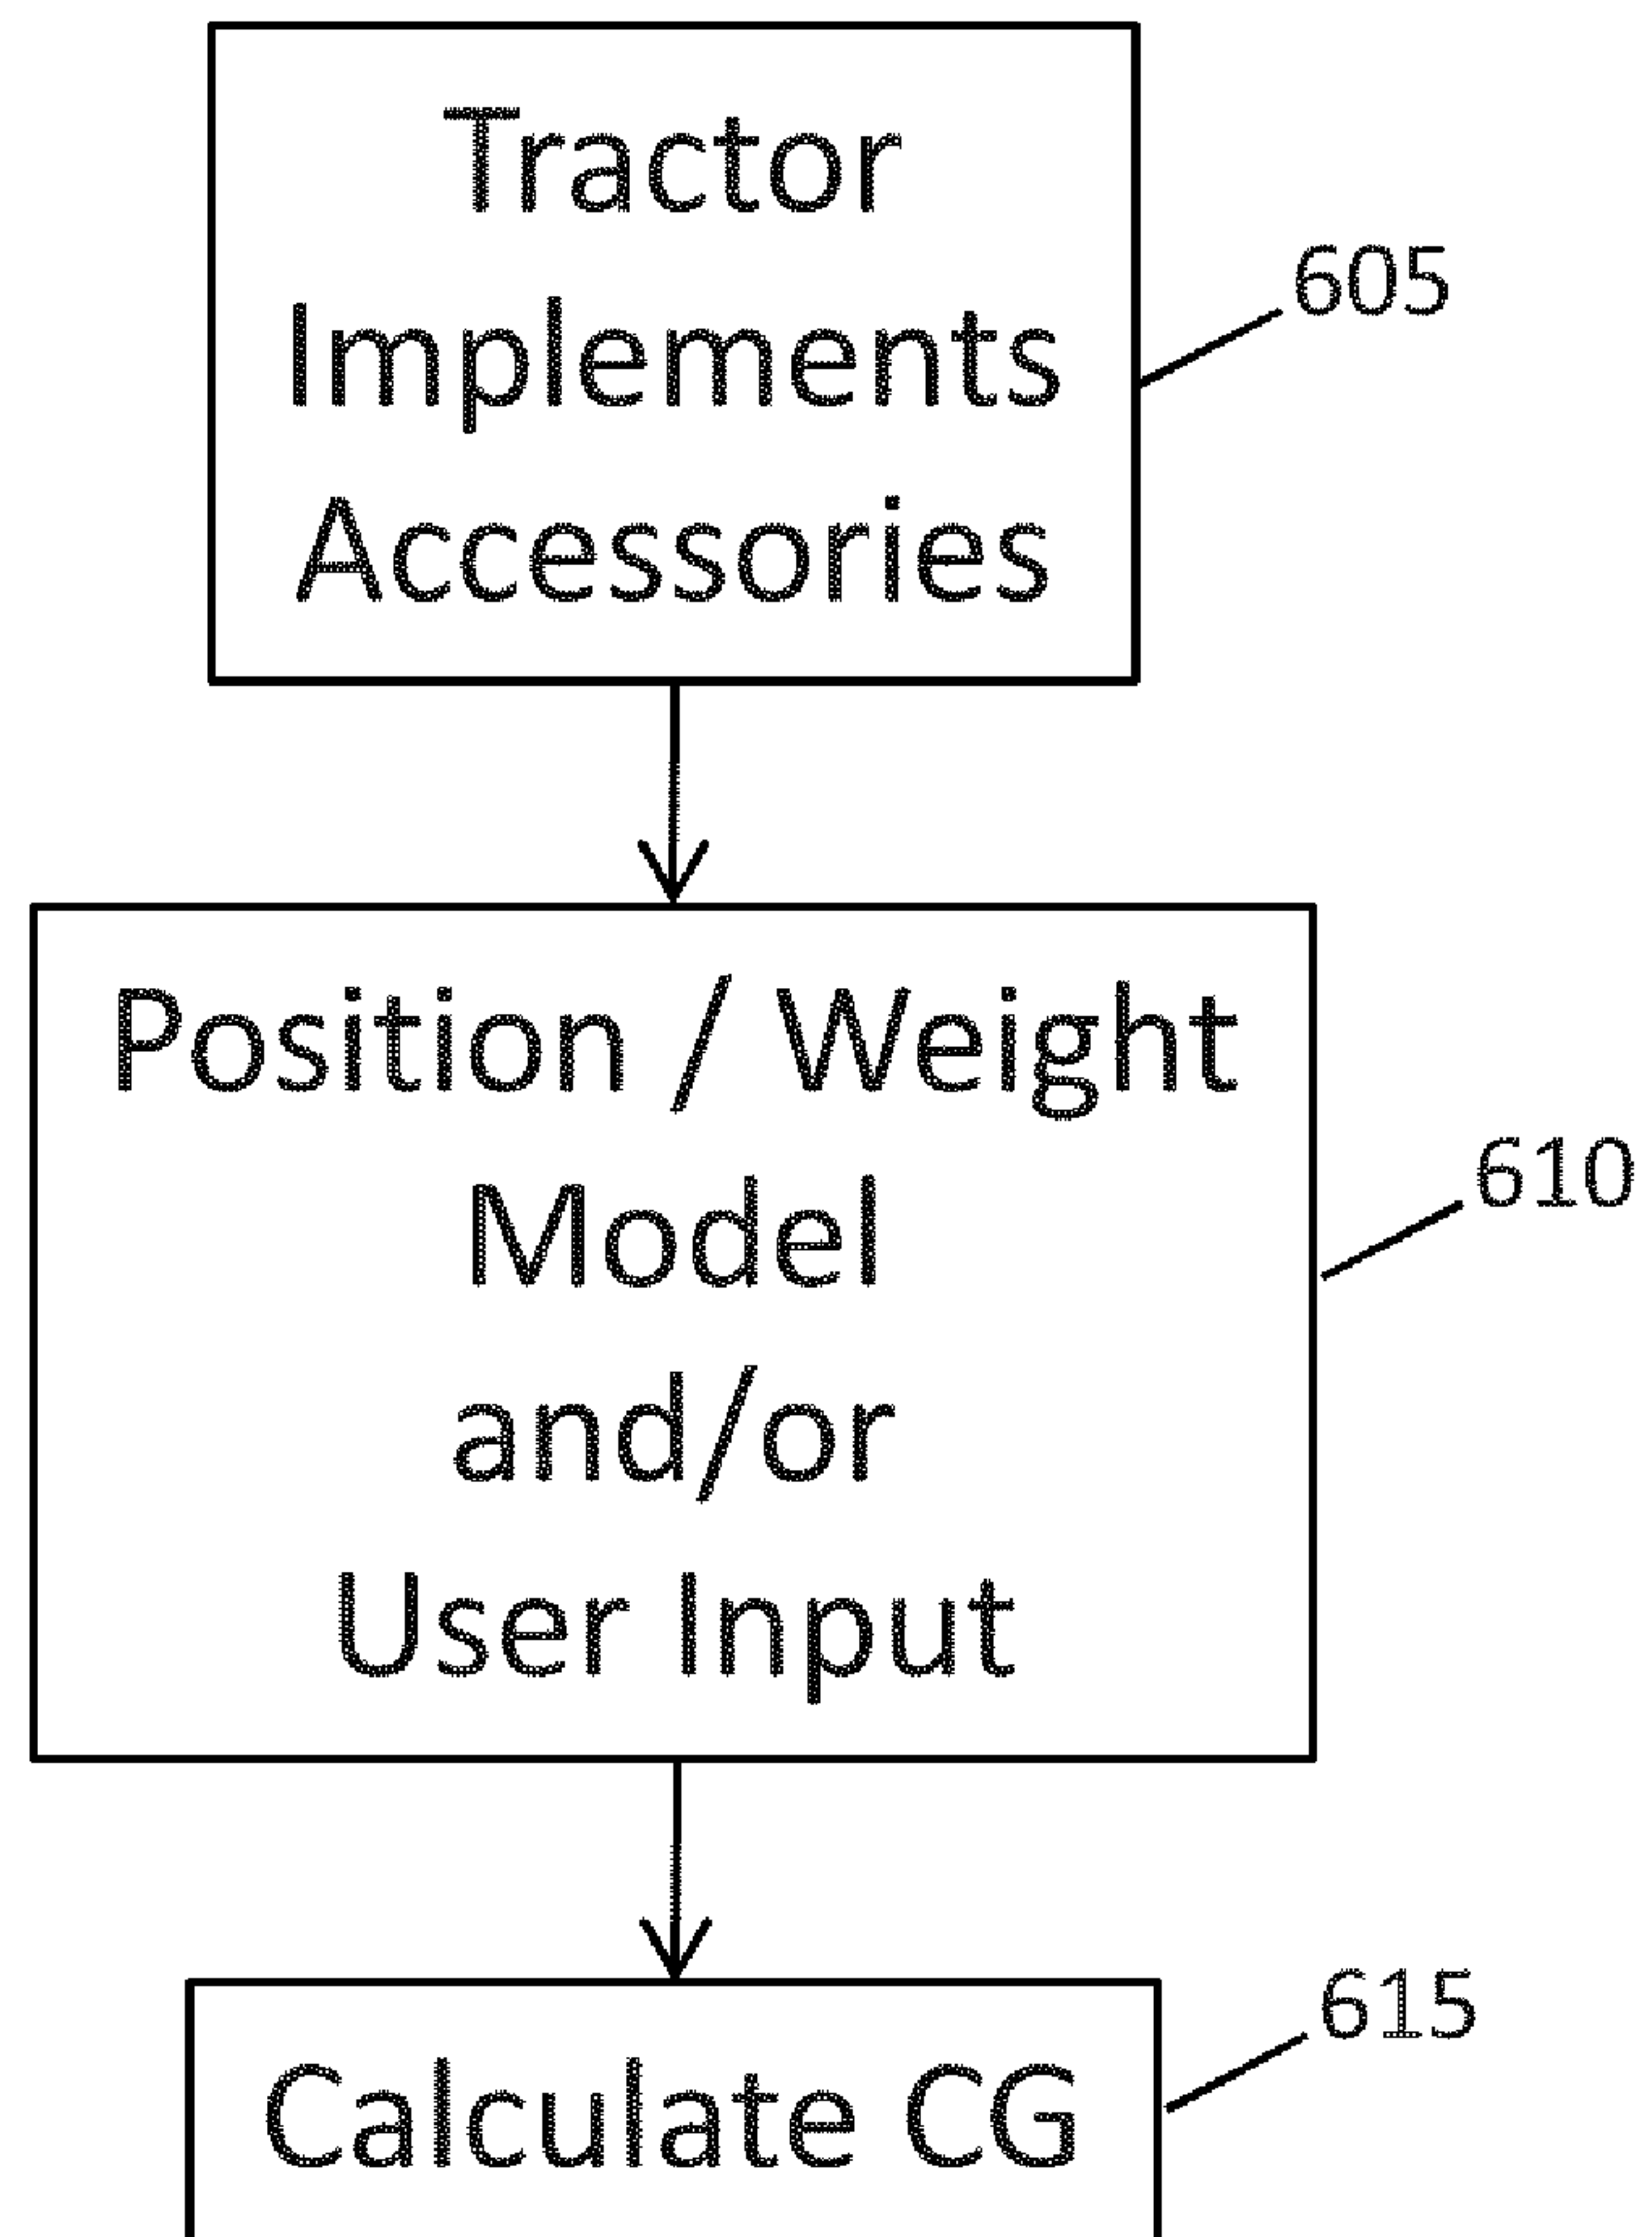 Tractor
Implements
Accessories
605
Position / Weight
Model
and/or
User Input
610
Calculate CG
615